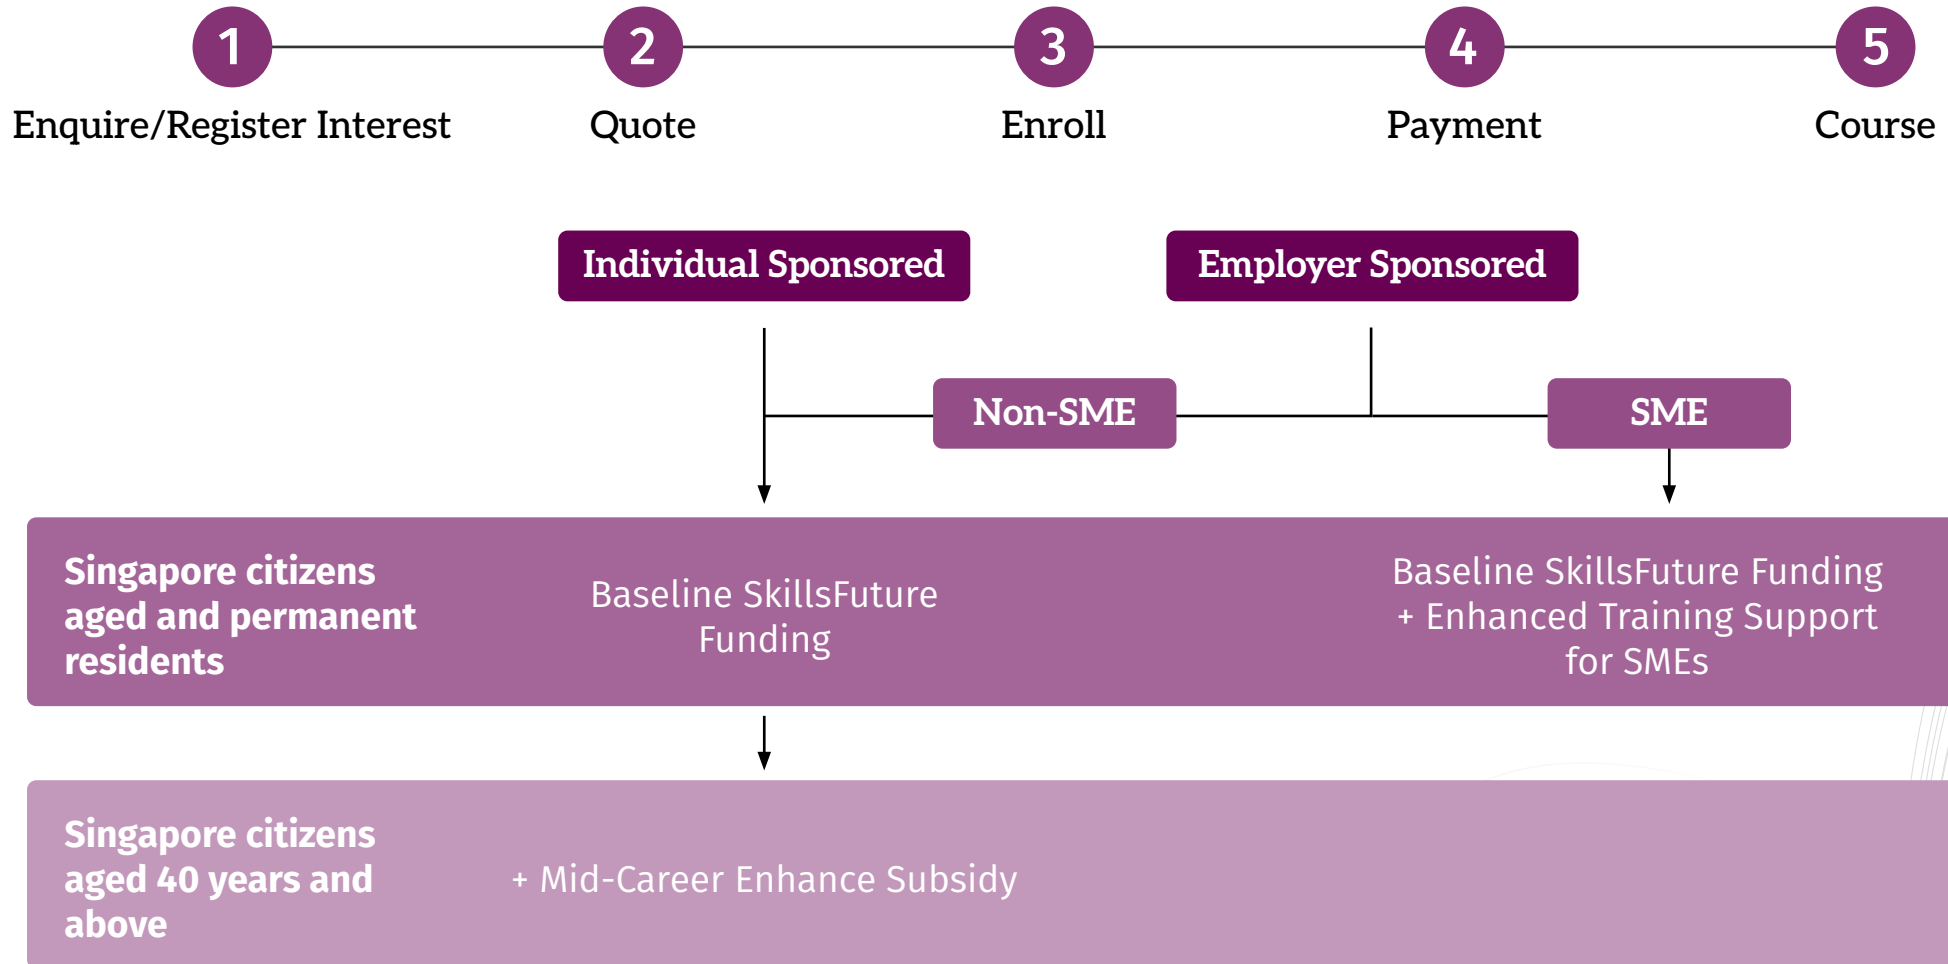 1
2
3
4
5
Enquire/Register Interest
Quote
Enroll
Payment
Course
Individual Sponsored
Employer Sponsored
Non-SME
SME
Singapore citizens
aged and permanent
residents
Baseline SkillsFuture
Funding
Baseline SkillsFuture Funding
+ Enhanced Training Support
for SMEs
Singapore citizens
aged 40 years and
above
+ Mid-Career Enhance Subsidy